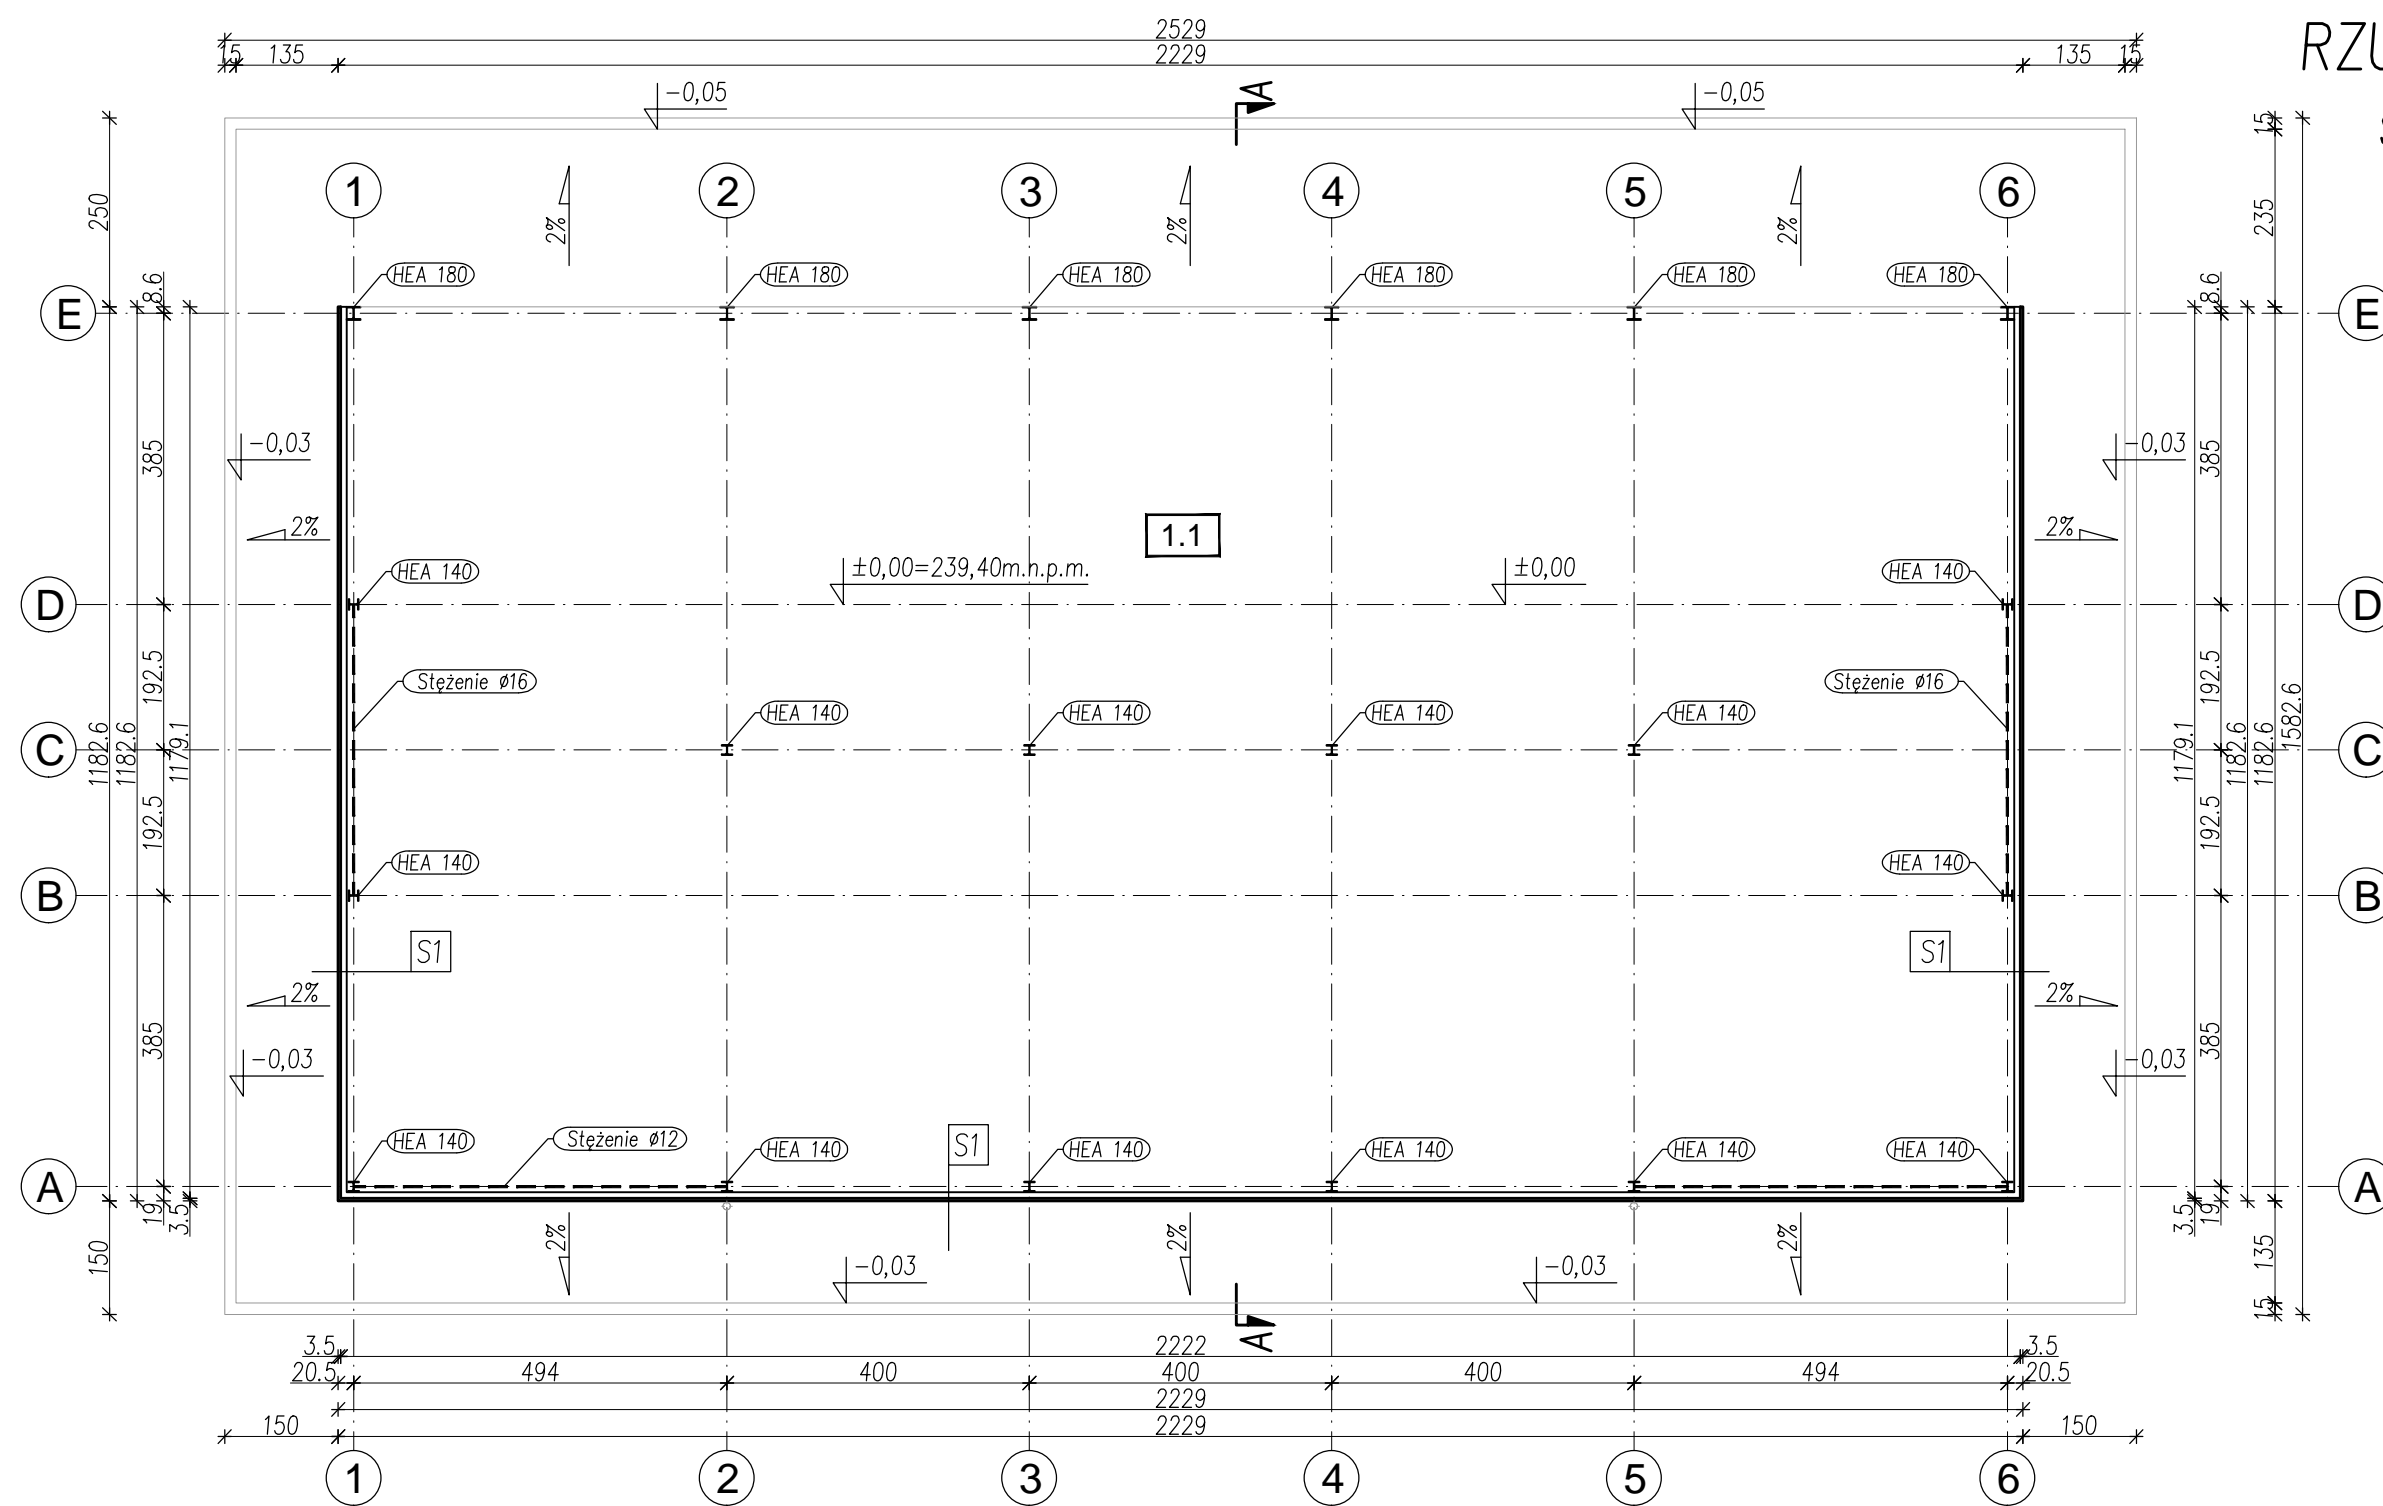 2529
15 135 2229 135 15
RZU
-0,05 A -0,05
15
1 2 3 4 5 6
250 2% 2% 2% 235
HEA 180 HEA 180 HEA 180 HEA 180 HEA 180 HEA 180
8.6 8.6
E E
-0,03 385 385 -0,03
2% 1.1 2%
HEA 140 ±0,00=239,40m.n.p.m. ±0,00 HEA 140
D D
192.5 Stężenie ø16 Stężenie ø16 192.5
HEA 140 HEA 140 HEA 140 HEA 140
1182.6 1182.6 1179.1 1179.1 1182.6 1182.6 1582.6
C C
192.5 192.5
HEA 140 HEA 140
B B
S1 S1
2% 2%
385 385
-0,03 -0,03
HEA 140 Stężenie ø12 HEA 140 S1 HEA 140 HEA 140 HEA 140 HEA 140
A A
19 3.5 3.5 19
150 2% 2% 2% 135
-0,03 -0,03
15
A
3.5 2222 3.5
20.5 494 400 400 400 494 20.5
2229
150 2229 150
1 2 3 4 5 6